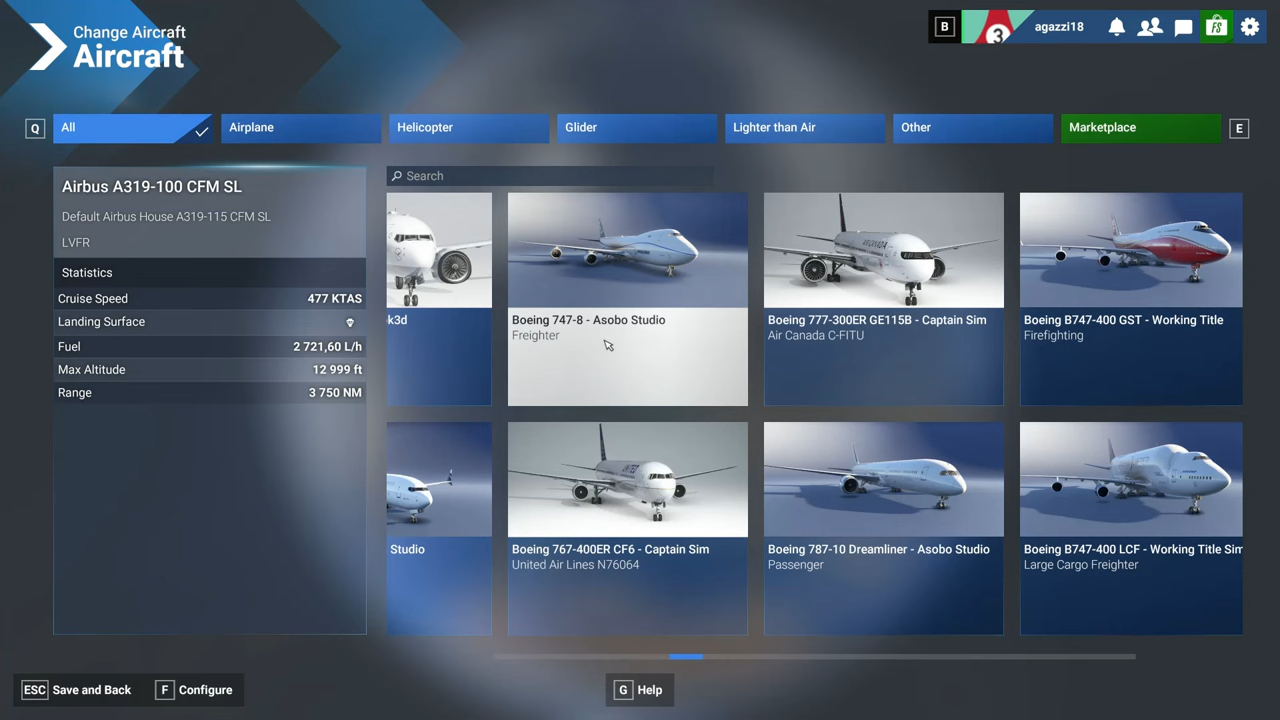 Change Aircraft
Aircraft
B
3
agazzi18
FS
Q
All
Airplane
Helicopter
Glider
Lighter than Air
Other
Marketplace
E
Airbus A319-100 CFM SL
Default Airbus House A319-115 CFM SL
LVFR
Statistics
Cruise Speed 477 KTAS
Landing Surface
Fuel 2 721,60 L/h
Max Altitude 12 999 ft
Range 3 750 NM
Search
k3d
Boeing 747-8 - Asobo Studio
Freighter
AIR CANADA
Boeing 777-300ER GE115B - Captain Sim
Air Canada C-FITU
Boeing B747-400 GST - Working Title
Firefighting
Studio
UNITED
Boeing 767-400ER CF6 - Captain Sim
United Air Lines N76064
Boeing 787-10 Dreamliner - Asobo Studio
Passenger
Boeing B747-400 LCF - Working Title Sim
Large Cargo Freighter
ESC Save and Back
F Configure
G Help